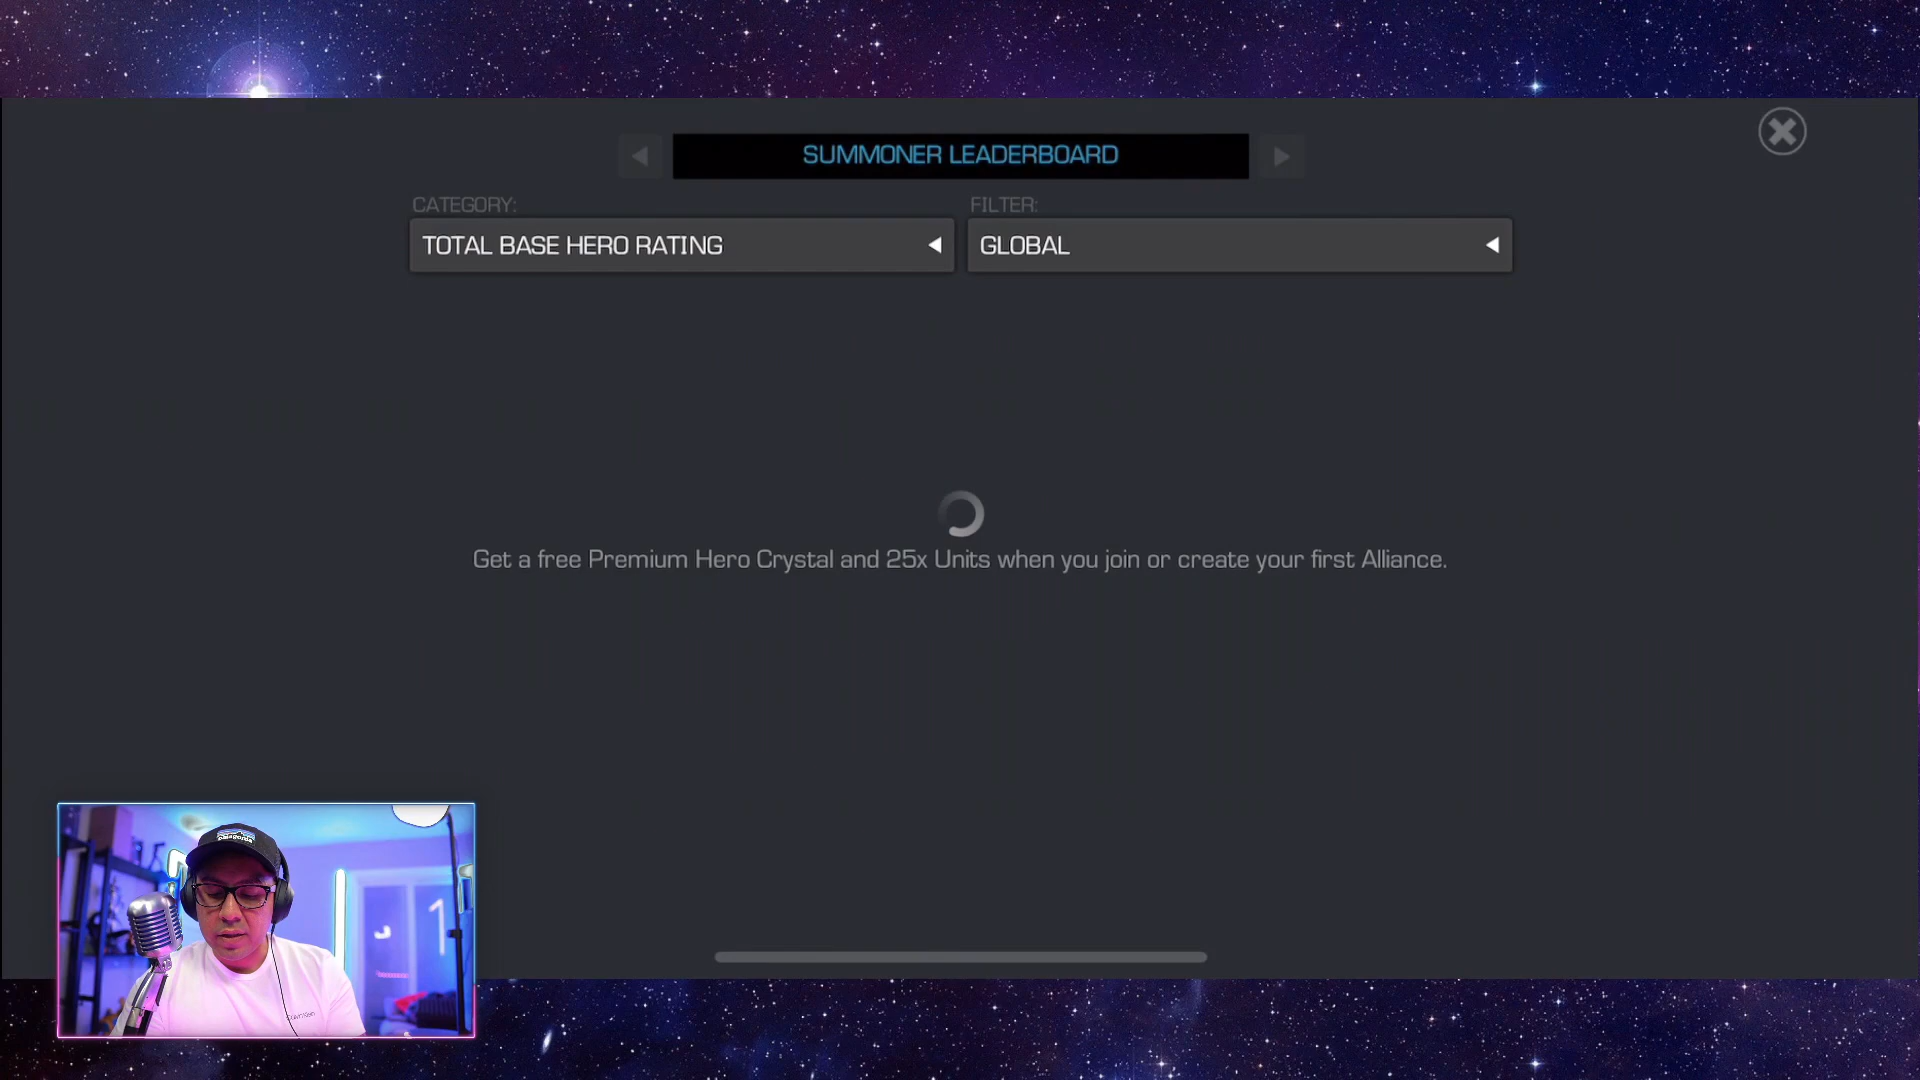 SUMMONER LEADERBOARD
CATEGORY:
FILTER:
TOTAL BASE HERO RATING
GLOBAL
Get a free Premium Hero Crystal and 25x Units when you join or create your first Alliance.
patagonia